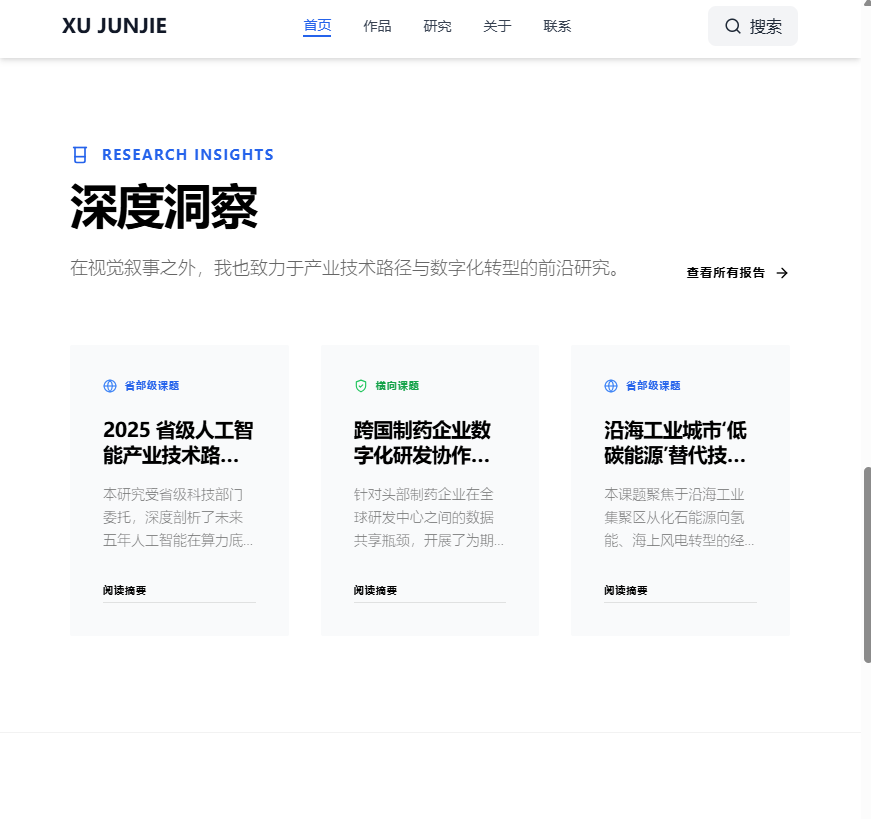 XU JUNJIE
首页 作品 研究 关于 联系
搜索
RESEARCH INSIGHTS
深度洞察
在视觉叙事之外，我也致力于产业技术路径与数字化转型的前沿研究。
查看所有报告
省部级课题
2025 省级人工智
能产业技术路...
本研究受省级科技部门
委托，深度剖析了未来
五年人工智能在算力底...
阅读摘要
横向课题
跨国制药企业数
字化研发协作...
针对头部制药企业在全
球研发中心之间的数据
共享瓶颈，开展了为期...
阅读摘要
省部级课题
沿海工业城市‘低
碳能源’替代技...
本课题聚焦于沿海工业
集聚区从化石能源向氢
能、海上风电转型的经...
阅读摘要